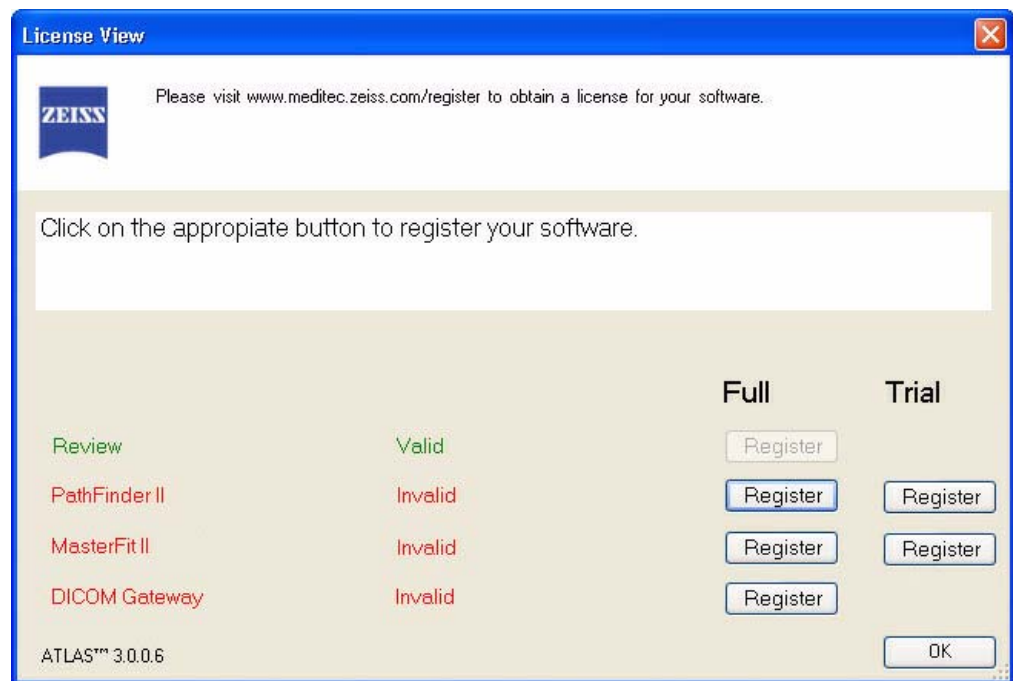 License View
ZEISS
Please visit www.meditec.zeiss.com/register to obtain a license for your software.
Click on the appropiate button to register your software.
Full Trial
Review Valid Register
PathFinder II Invalid Register Register
MasterFit II Invalid Register Register
DICOM Gateway Invalid Register
ATLAS™ 3.0.0.6 OK